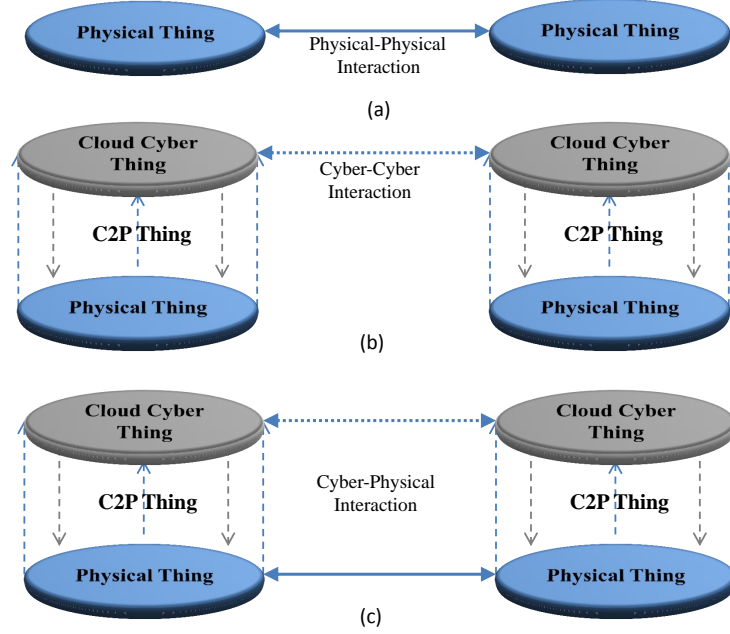 Physical Thing
Physical Thing
Physical-Physical
Interaction
(a)
Cloud Cyber
Thing
Cyber-Cyber
Interaction
Cloud Cyber
Thing
C2P Thing
C2P Thing
Physical Thing
Physical Thing
(b)
Cloud Cyber
Thing
Cloud Cyber
Thing
C2P Thing
Cyber-Physical
Interaction
C2P Thing
Physical Thing
Physical Thing
(c)